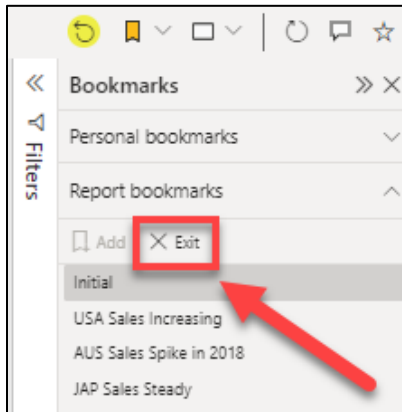 Bookmarks
Filters
Personal bookmarks
Report bookmarks
Add Exit
Initial
USA Sales Increasing
AUS Sales Spike in 2018
JAP Sales Steady